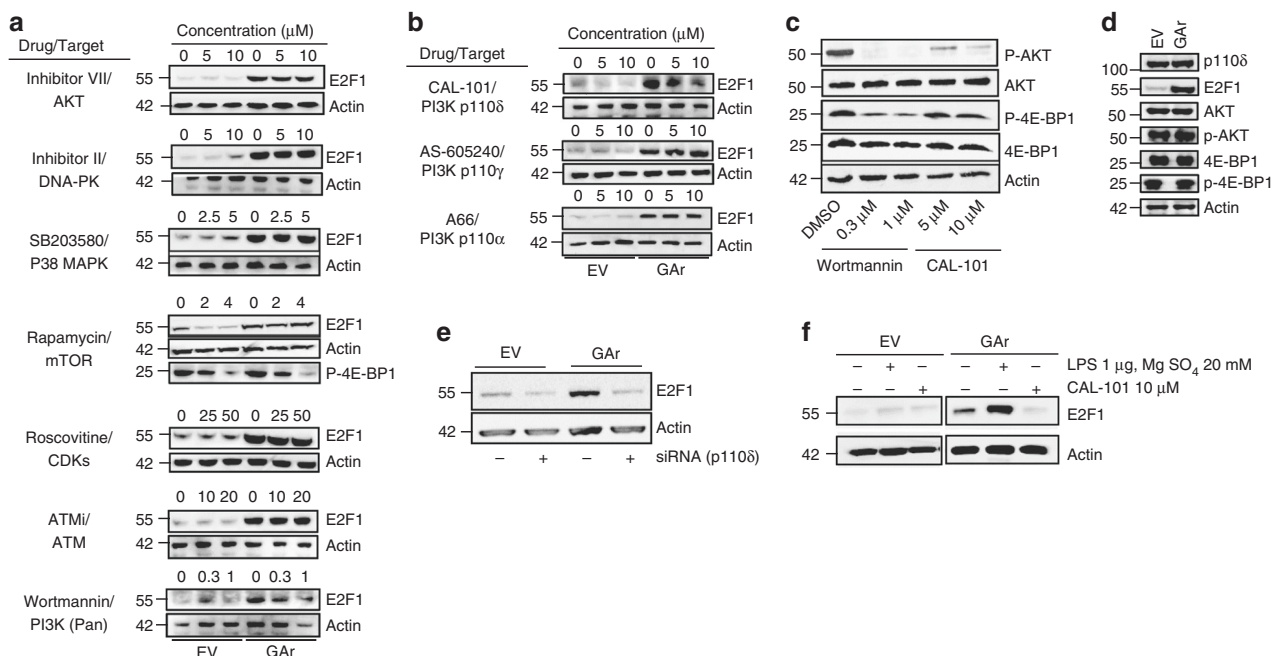 a
Drug/Target
Concentration (μM)
0 5 10 0 5 10
Inhibitor VII/
AKT
55
E2F1
42
Actin
0 5 10 0 5 10
Inhibitor II/
DNA-PK
55
E2F1
42
Actin
0 2.5 5 0 2.5 5
SB203580/
P38 MAPK
55
E2F1
42
Actin
0 2 4 0 2 4
Rapamycin/
mTOR
55
E2F1
42
Actin
25
P-4E-BP1
0 25 50 0 25 50
Roscovitine/
CDKs
55
E2F1
42
Actin
0 10 20 0 10 20
ATMi/
ATM
55
E2F1
42
Actin
0 0.3 1 0 0.3 1
Wortmannin/
PI3K (Pan)
55
E2F1
42
Actin
EV GAr
b
Concentration (μM)
Drug/Target
0 5 10 0 5 10
CAL-101/
PI3K p110δ
55
E2F1
42
Actin
0 5 10 0 5 10
AS-605240/
PI3K p110γ
55
E2F1
42
Actin
0 5 10 0 5 10
A66/
PI3K p110α
55
E2F1
42
Actin
EV GAr
c
50
P-AKT
50
AKT
25
P-4E-BP1
25
4E-BP1
42
Actin
DMSO
0.3 μM
1 μM
5 μM
10 μM
Wortmannin CAL-101
d
EV GAr
100
p110δ
55
E2F1
50
AKT
50
p-AKT
25
4E-BP1
25
p-4E-BP1
42
Actin
e
EV GAr
55
E2F1
42
Actin
– + – + siRNA (p110δ)
f
EV GAr
– + – – + – LPS 1 μg, Mg SO4 20 mM
– – + – – + CAL-101 10 μM
55
E2F1
42
Actin